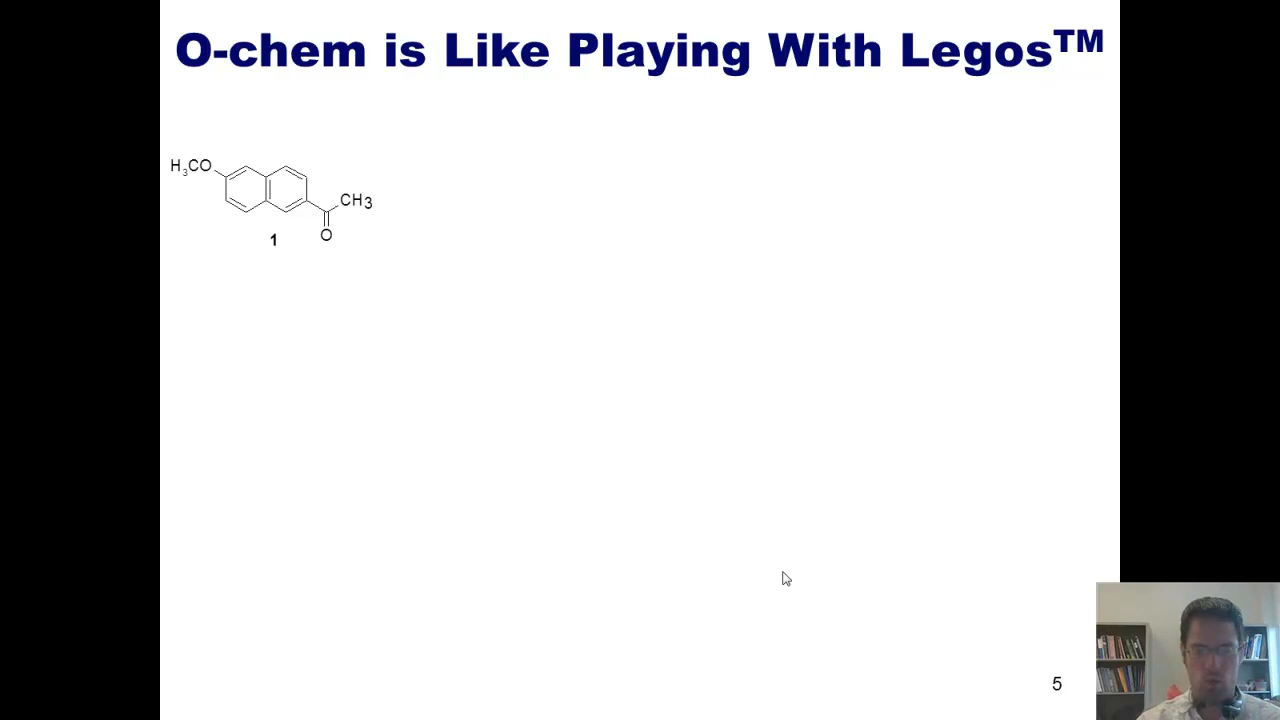 O-chem is Like Playing With Legos™
H₃CO
CH3
O
1
5